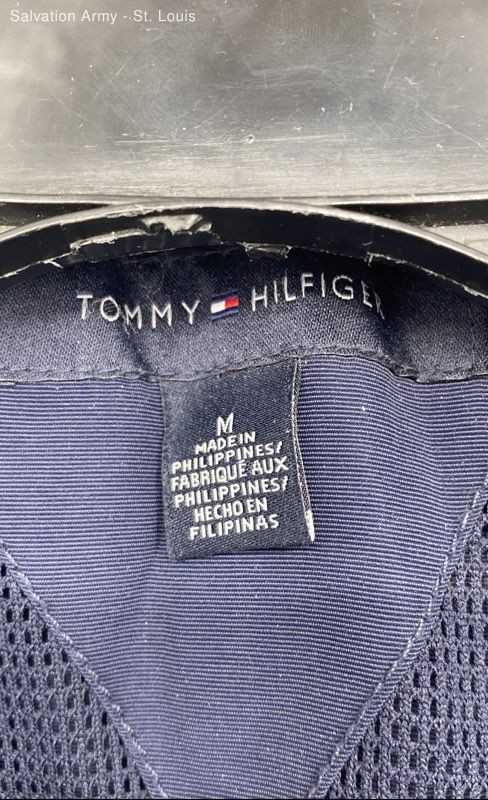 Salvation Army - St. Louis
TOMMY HILFIGER
M
MADE IN
PHILIPPINES/
FABRIQUÉ AUX
PHILIPPINES/
HECHO EN
FILIPINAS